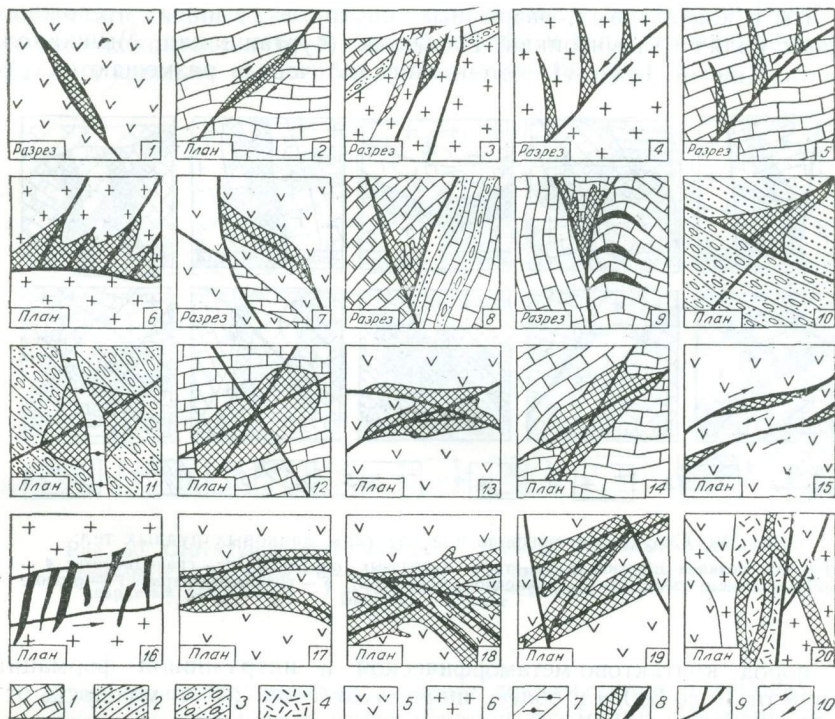 Разрез 1 План 2 Разрез 3 Разрез 4 Разрез 5
План 6 Разрез 7 Разрез 8 Разрез 9 План 10
План 11 План 12 План 13 План 14 План 15
План 16 План 17 План 18 План 19 План 20
1 2 3 4 5 6 7 8 9 10